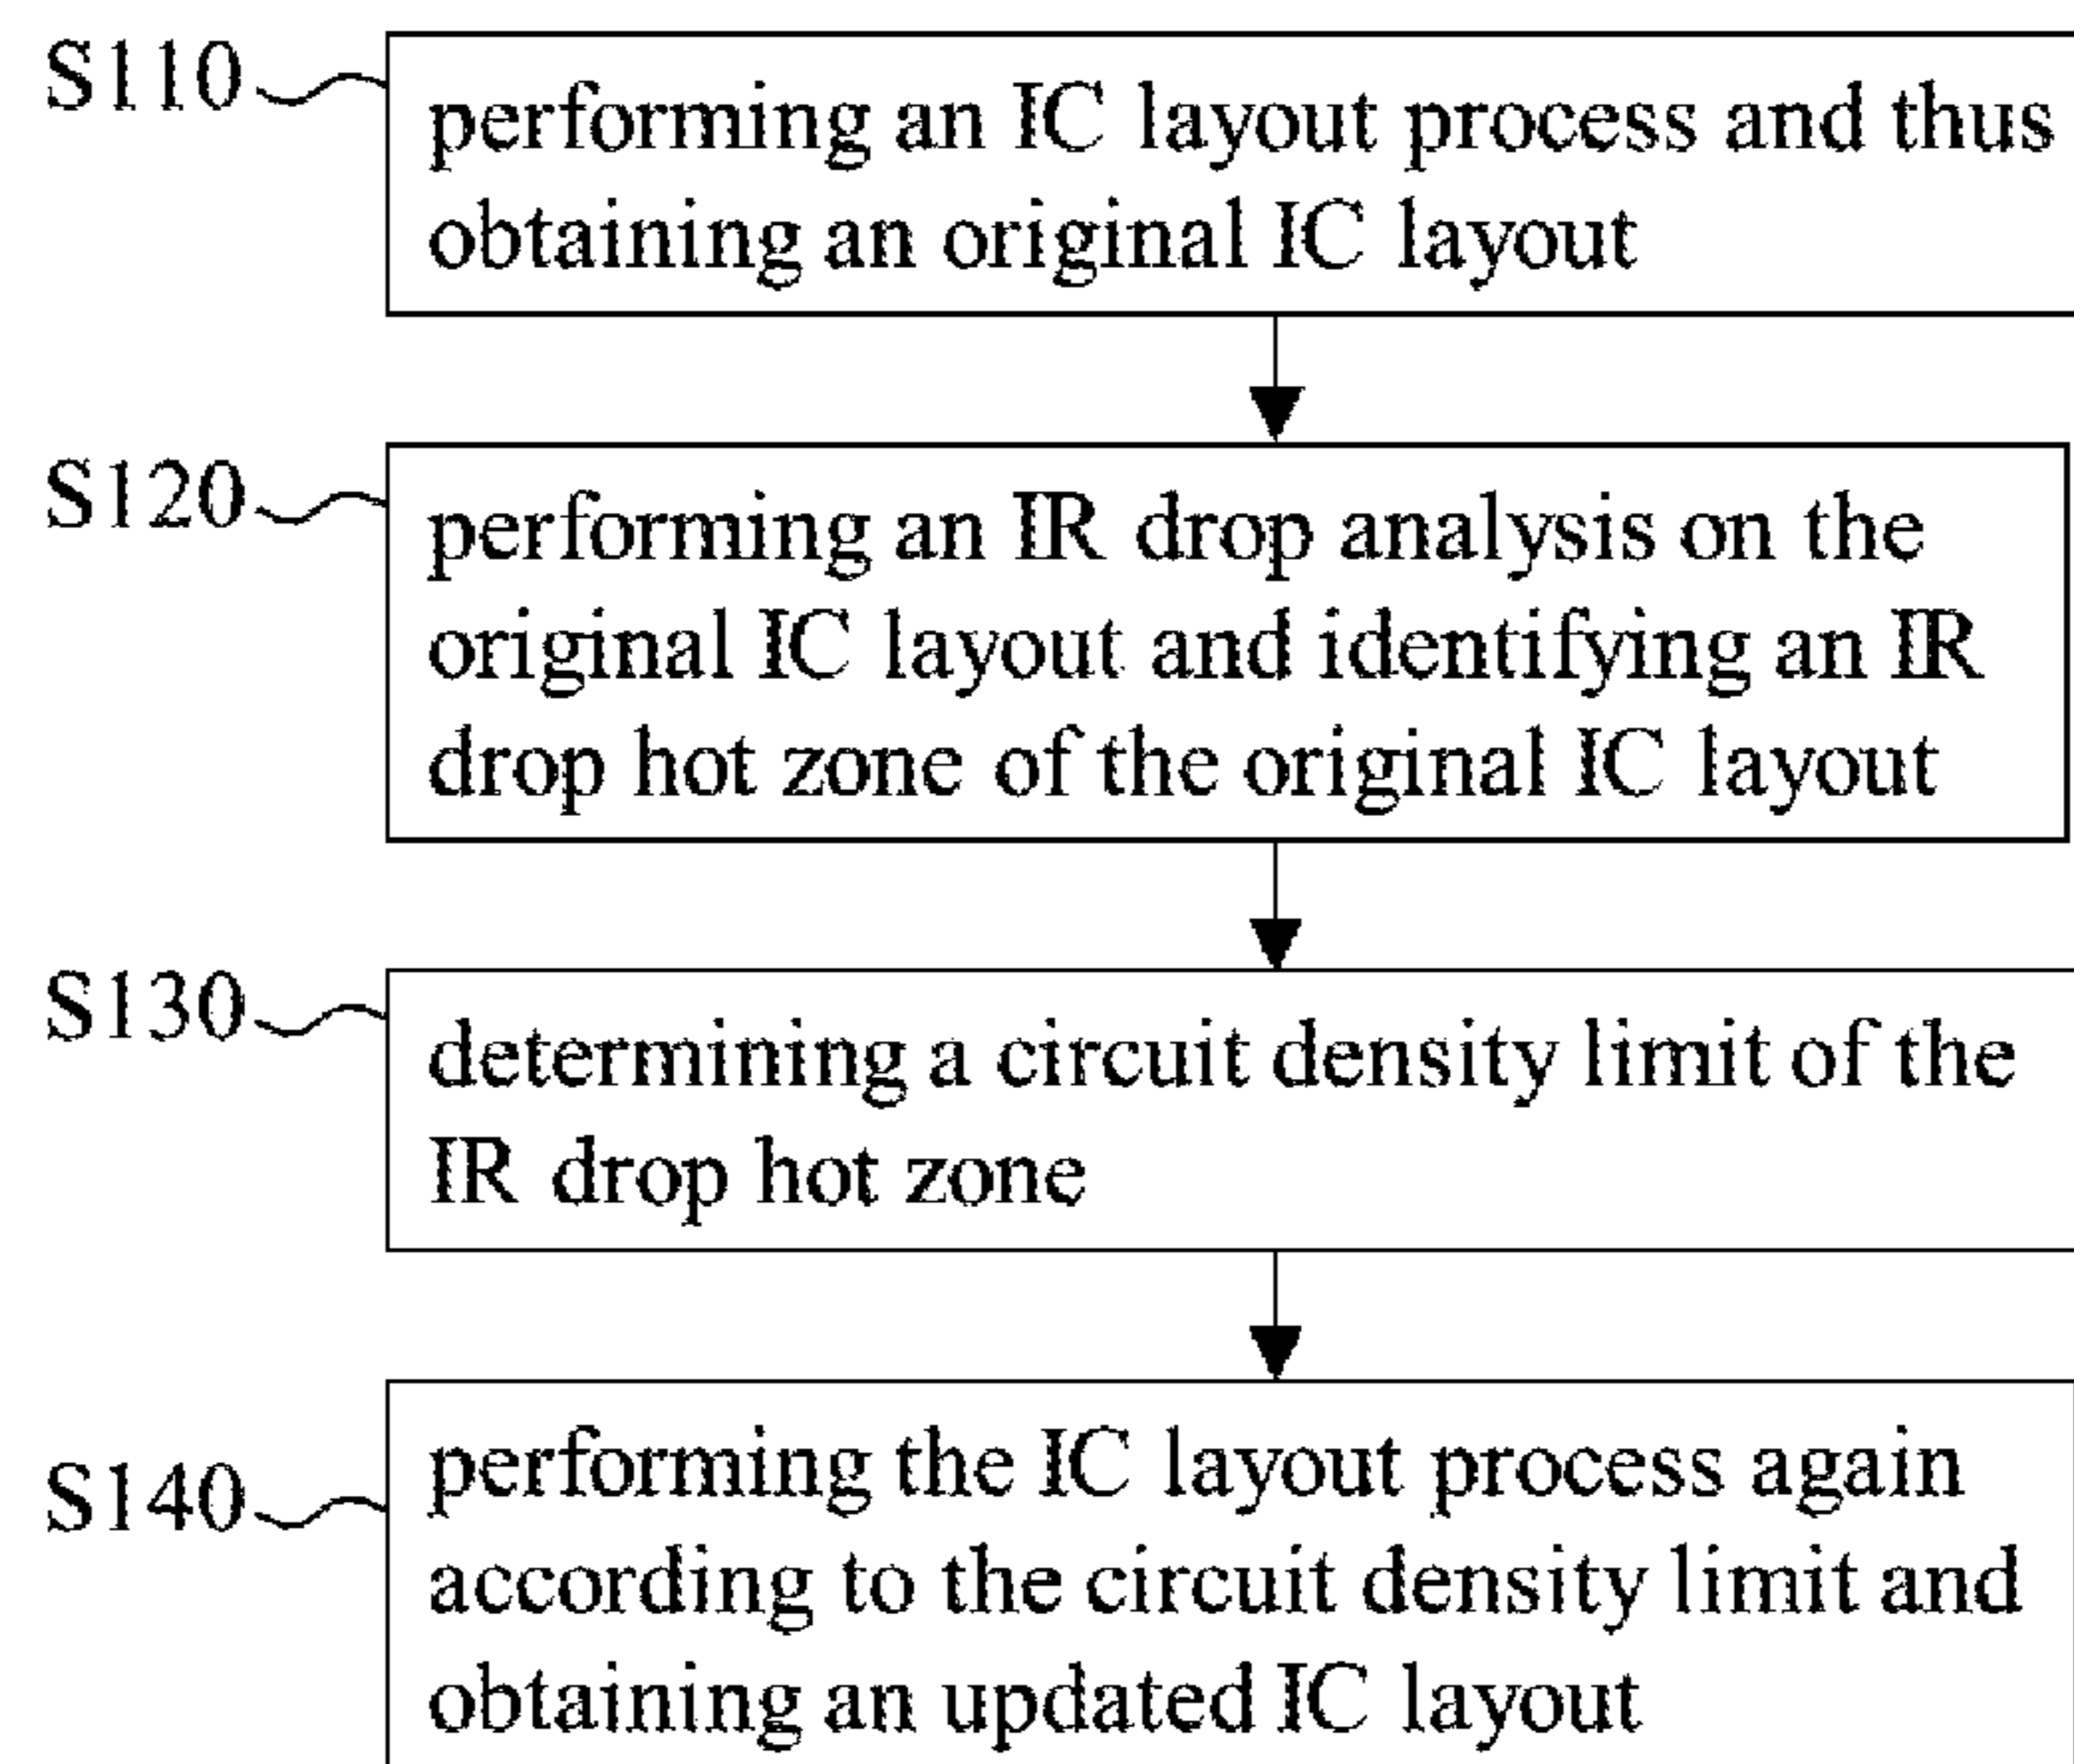 S110
performing an IC layout process and thus
obtaining an original IC layout
S120
performing an IR drop analysis on the
original IC layout and identifying an IR
drop hot zone of the original IC layout
S130
determining a circuit density limit of the
IR drop hot zone
S140
performing the IC layout process again
according to the circuit density limit and
obtaining an updated IC layout